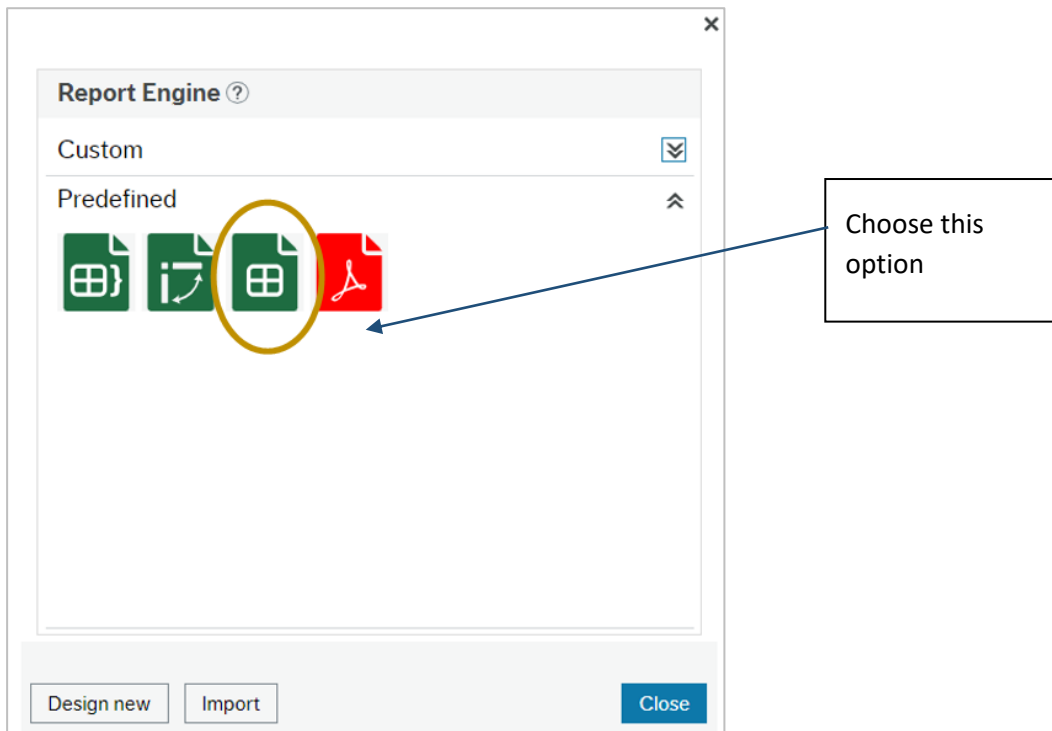 Report Engine ?
Custom
Predefined
Choose this
option
Design new
Import
Close